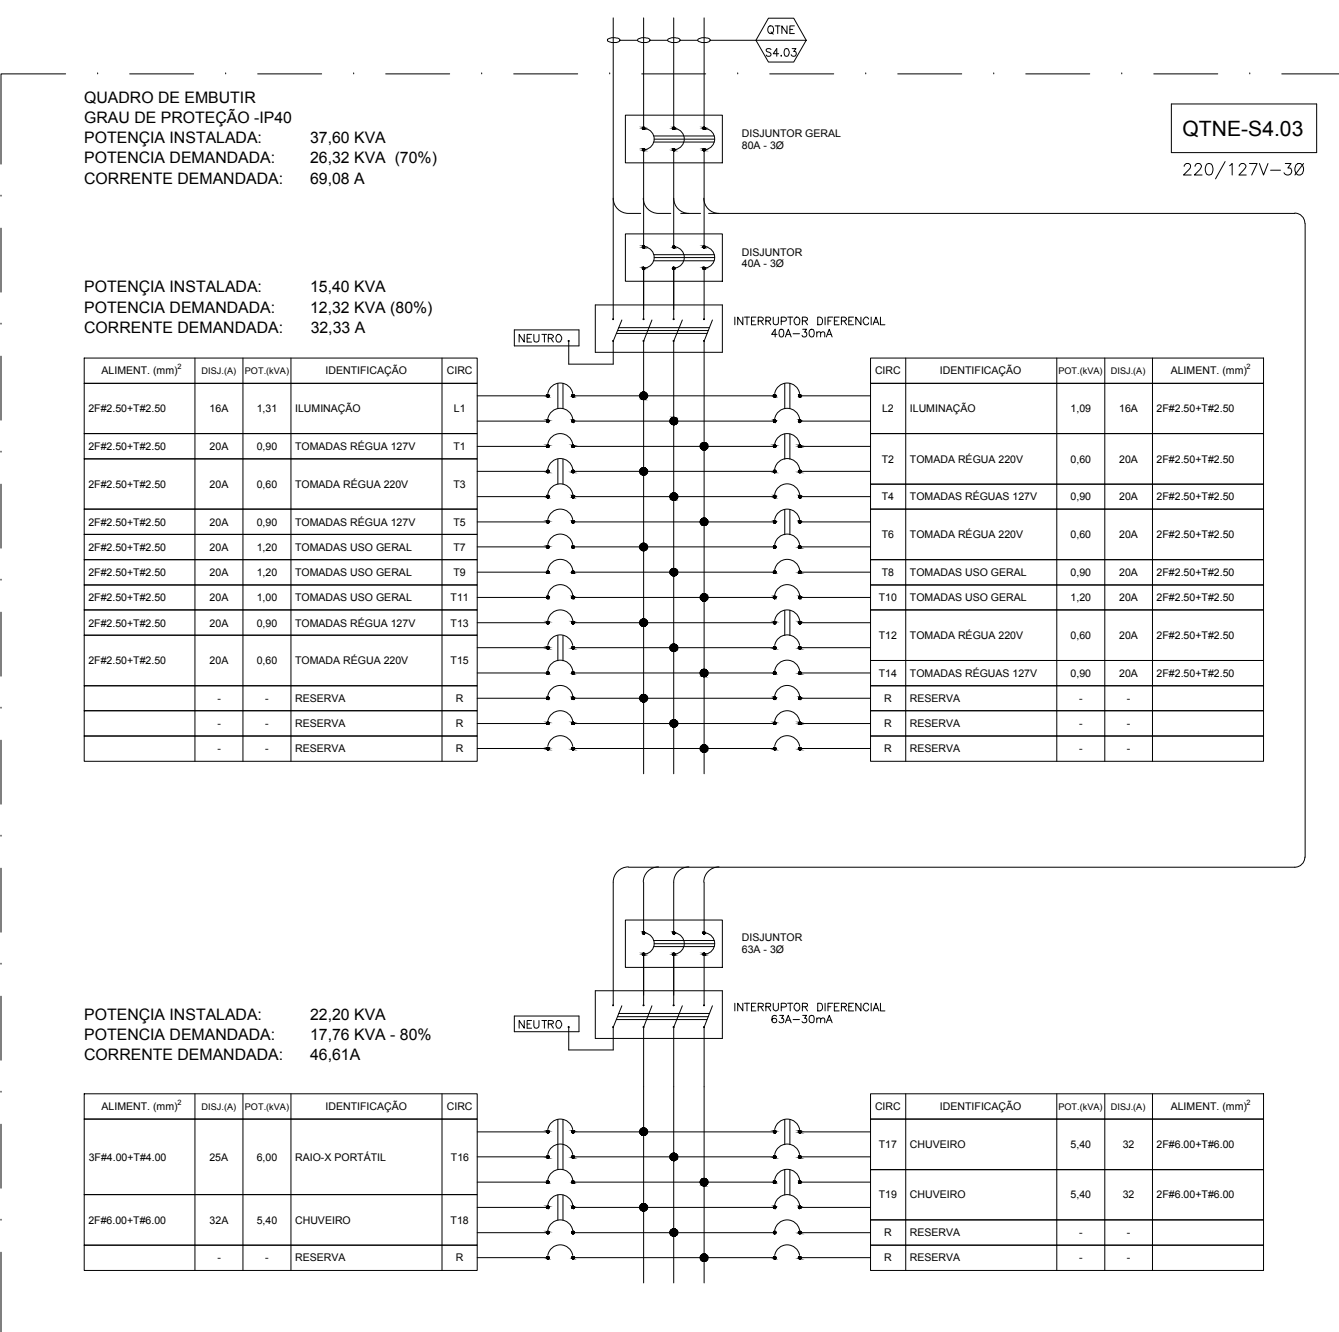 QTNE
S4.03
QUADRO DE EMBUTIR
GRAU DE PROTEÇÃO -IP40
POTENÇIA INSTALADA: 37,60 KVA
POTENCIA DEMANDADA: 26,32 KVA (70%)
CORRENTE DEMANDADA: 69,08 A
DISJUNTOR GERAL
80A - 3Ø
QTNE-S4.03
220/127V-3Ø
DISJUNTOR
40A - 3Ø
POTENÇIA INSTALADA: 15,40 KVA
POTENCIA DEMANDADA: 12,32 KVA (80%)
CORRENTE DEMANDADA: 32,33 A
INTERRUPTOR DIFERENCIAL
40A-30mA
NEUTRO
ALIMENT. (mm)² DISJ.(A) POT.(kVA) IDENTIFICAÇÃO CIRC
2F#2.50+T#2.50 16A 1,31 ILUMINAÇÃO L1
2F#2.50+T#2.50 20A 0,90 TOMADAS RÉGUA 127V T1
2F#2.50+T#2.50 20A 0,60 TOMADA RÉGUA 220V T3
2F#2.50+T#2.50 20A 0,90 TOMADAS RÉGUA 127V T5
2F#2.50+T#2.50 20A 1,20 TOMADAS USO GERAL T7
2F#2.50+T#2.50 20A 1,20 TOMADAS USO GERAL T9
2F#2.50+T#2.50 20A 1,00 TOMADAS USO GERAL T11
2F#2.50+T#2.50 20A 0,90 TOMADAS RÉGUA 127V T13
2F#2.50+T#2.50 20A 0,60 TOMADA RÉGUA 220V T15
- - RESERVA R
- - RESERVA R
- - RESERVA R
CIRC IDENTIFICAÇÃO POT.(kVA) DISJ.(A) ALIMENT. (mm)²
L2 ILUMINAÇÃO 1,09 16A 2F#2.50+T#2.50
T2 TOMADA RÉGUA 220V 0,60 20A 2F#2.50+T#2.50
T4 TOMADAS RÉGUAS 127V 0,90 20A 2F#2.50+T#2.50
T6 TOMADA RÉGUA 220V 0,60 20A 2F#2.50+T#2.50
T8 TOMADAS USO GERAL 0,90 20A 2F#2.50+T#2.50
T10 TOMADAS USO GERAL 1,20 20A 2F#2.50+T#2.50
T12 TOMADA RÉGUA 220V 0,60 20A 2F#2.50+T#2.50
T14 TOMADAS RÉGUAS 127V 0,90 20A 2F#2.50+T#2.50
R RESERVA - -
R RESERVA - -
R RESERVA - -
DISJUNTOR
63A - 3Ø
POTENÇIA INSTALADA: 22,20 KVA
POTENCIA DEMANDADA: 17,76 KVA - 80%
CORRENTE DEMANDADA: 46,61A
INTERRUPTOR DIFERENCIAL
63A-30mA
NEUTRO
ALIMENT. (mm)² DISJ.(A) POT.(kVA) IDENTIFICAÇÃO CIRC
3F#4.00+T#4.00 25A 6,00 RAIO-X PORTÁTIL T16
2F#6.00+T#6.00 32A 5,40 CHUVEIRO T18
- - RESERVA R
CIRC IDENTIFICAÇÃO POT.(kVA) DISJ.(A) ALIMENT. (mm)²
T17 CHUVEIRO 5,40 32 2F#6.00+T#6.00
T19 CHUVEIRO 5,40 32 2F#6.00+T#6.00
R RESERVA - -
R RESERVA - -